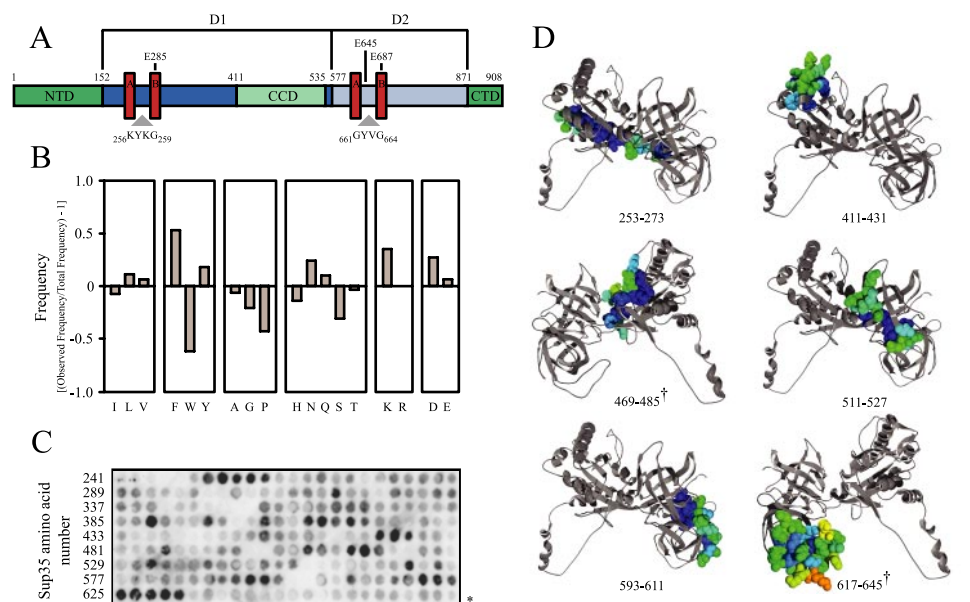 A
D1
D2
E285
E645
E687
1
152
411
535
577
871
908
NTD
A
B
CCD
A
B
CTD
256KYKG259
661GYVG664
B
Frequency
[(Observed Frequency/Total Frequency) - 1]
1.0
0.5
0
-0.5
-1.0
I L V F W Y A G P H N Q S T K R D E
C
Sup35 amino acid
number
241
289
337
385
433
481
529
577
625
*
D
253-273
411-431
469-485†
511-527
593-611
617-645†